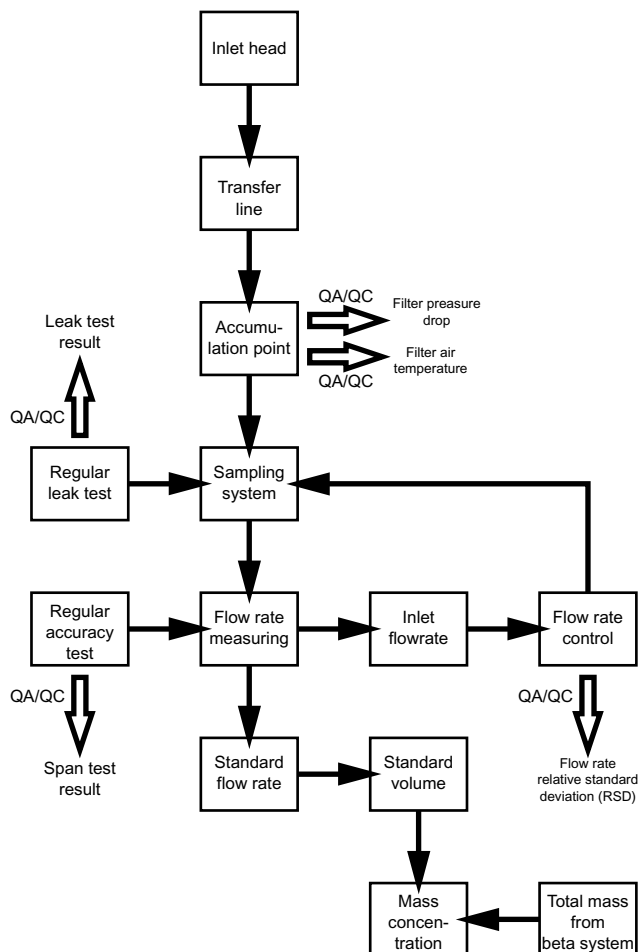 Inlet head
Transfer
line
Accumu-
lation point
QA/QC
Filter preasure
drop
Filter air
temperature
QA/QC
Leak test
result
QA/QC
Regular
leak test
Sampling
system
Regular
accuracy
test
Flow rate
measuring
Inlet
flowrate
Flow rate
control
QA/QC
Span test
result
QA/QC
Flow rate
relative standard
deviation (RSD)
Standard
flow rate
Standard
volume
Mass
concen-
tration
Total mass
from
beta system